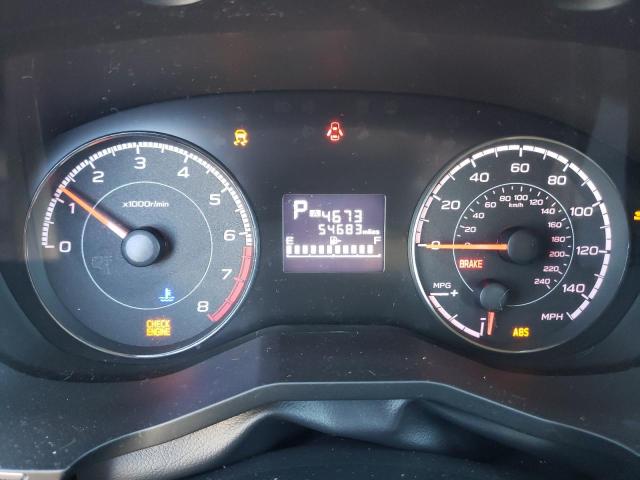 0 1 2 3 4 5 6 7 8
x1000r/min
CHECK
ENGINE
P A 4673
54683 miles
E F
0 20 40 60 80 100 120 140
0 20 40 60 80 100 120 140 160 180 200 220 240
km/h
BRAKE
MPG + -
MPH
ABS